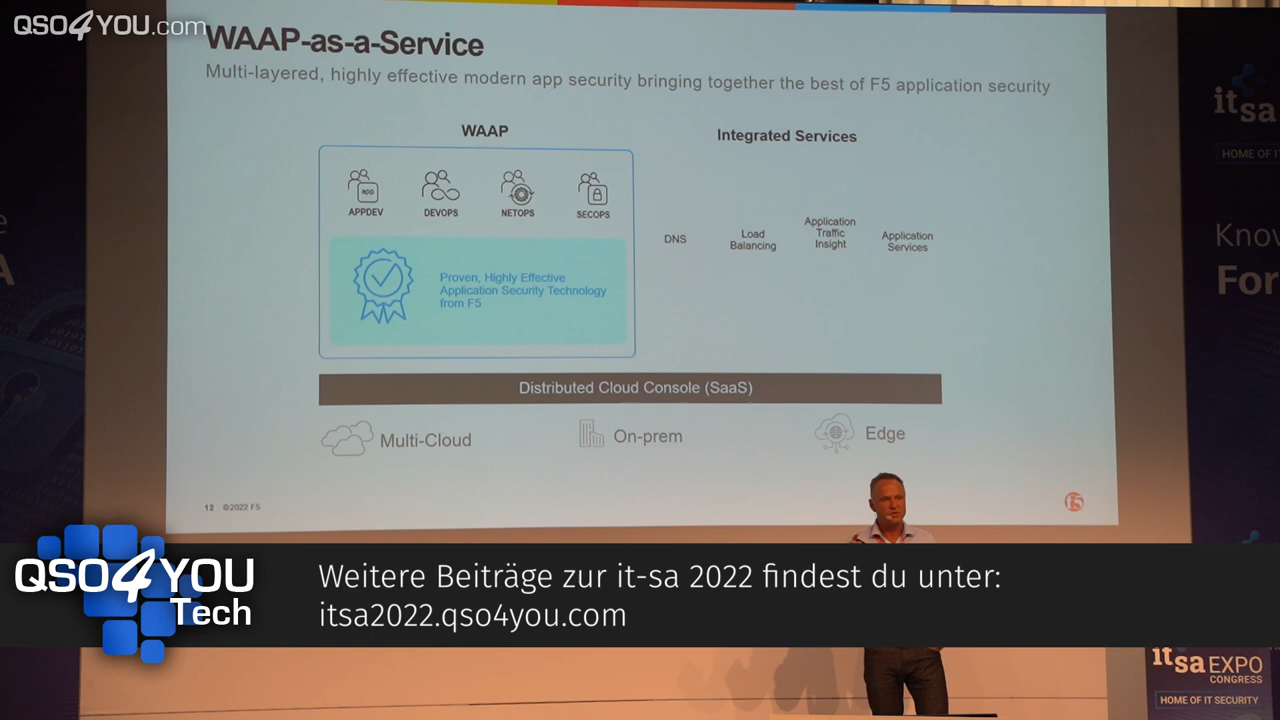 QSO4YOU.com
WAAP-as-a-Service
Multi-layered, highly effective modern app security bringing together the best of F5 application security
WAAP
Integrated Services
app
APPDEV
DEVOPS
NETOPS
SECOPS
DNS
Load
Balancing
Application
Traffic
Insight
Application
Services
Proven, Highly Effective
Application Security Technology
from F5
Distributed Cloud Console (SaaS)
Multi-Cloud
On-prem
Edge
12 ©2022 F5
it
sa
HOME OF IT
Know
For
QSO4YOU
Tech
Weitere Beiträge zur it-sa 2022 findest du unter:
itsa2022.qso4you.com
itsa EXPO
CONGRESS
HOME OF IT SECURITY